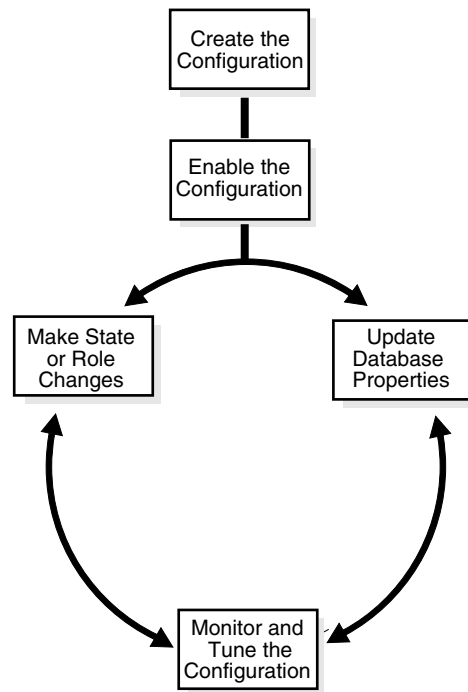 Create the
Configuration
Enable the
Configuration
Make State
or Role
Changes
Update
Database
Properties
Monitor and
Tune the
Configuration